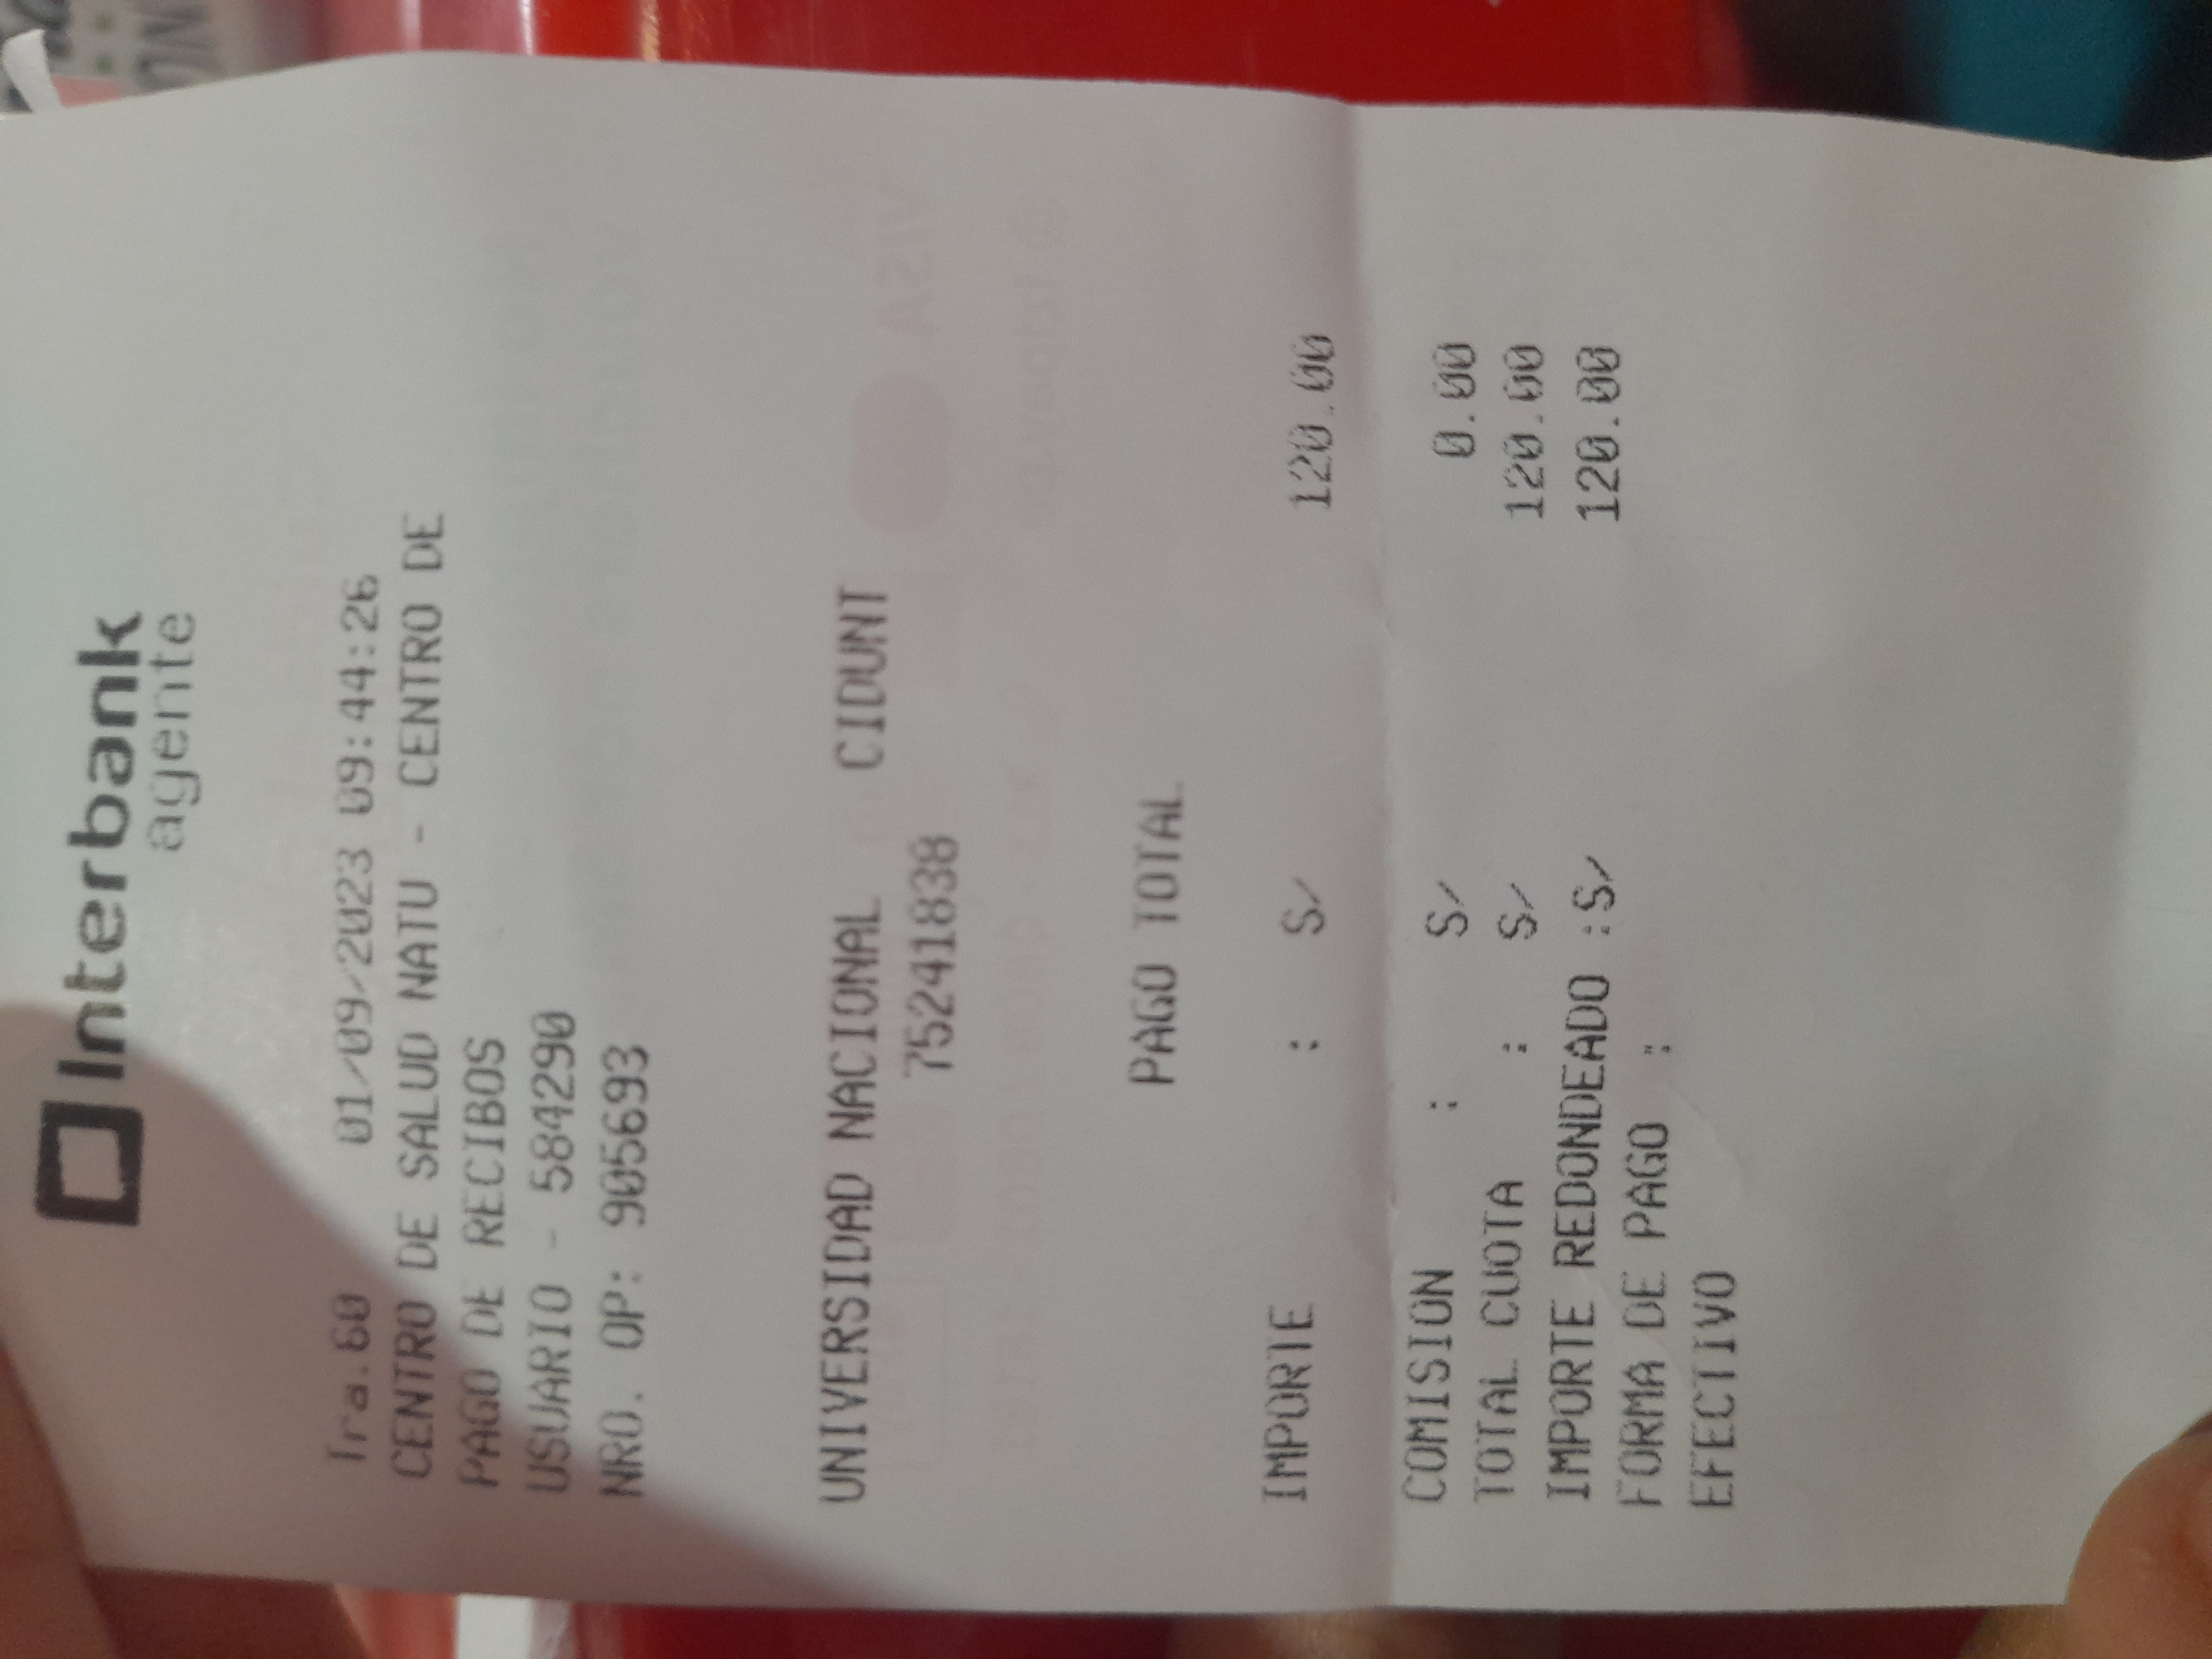 Interbank
agente
Tra.60 01/09/2023 09:44:26
CENTRO DE SALUD NATU - CENTRO DE
PAGO DE RECIBOS
USUARIO - 584290
NRO. OP: 905693
UNIVERSIDAD NACIONAL CIDUNT
75241838
PAGO TOTAL
IMPORTE : S/ 120.00
COMISION : S/ 0.00
TOTAL CUOTA : S/ 120.00
IMPORTE REDONDEADO :S/ 120.00
FORMA DE PAGO :
EFECTIVO